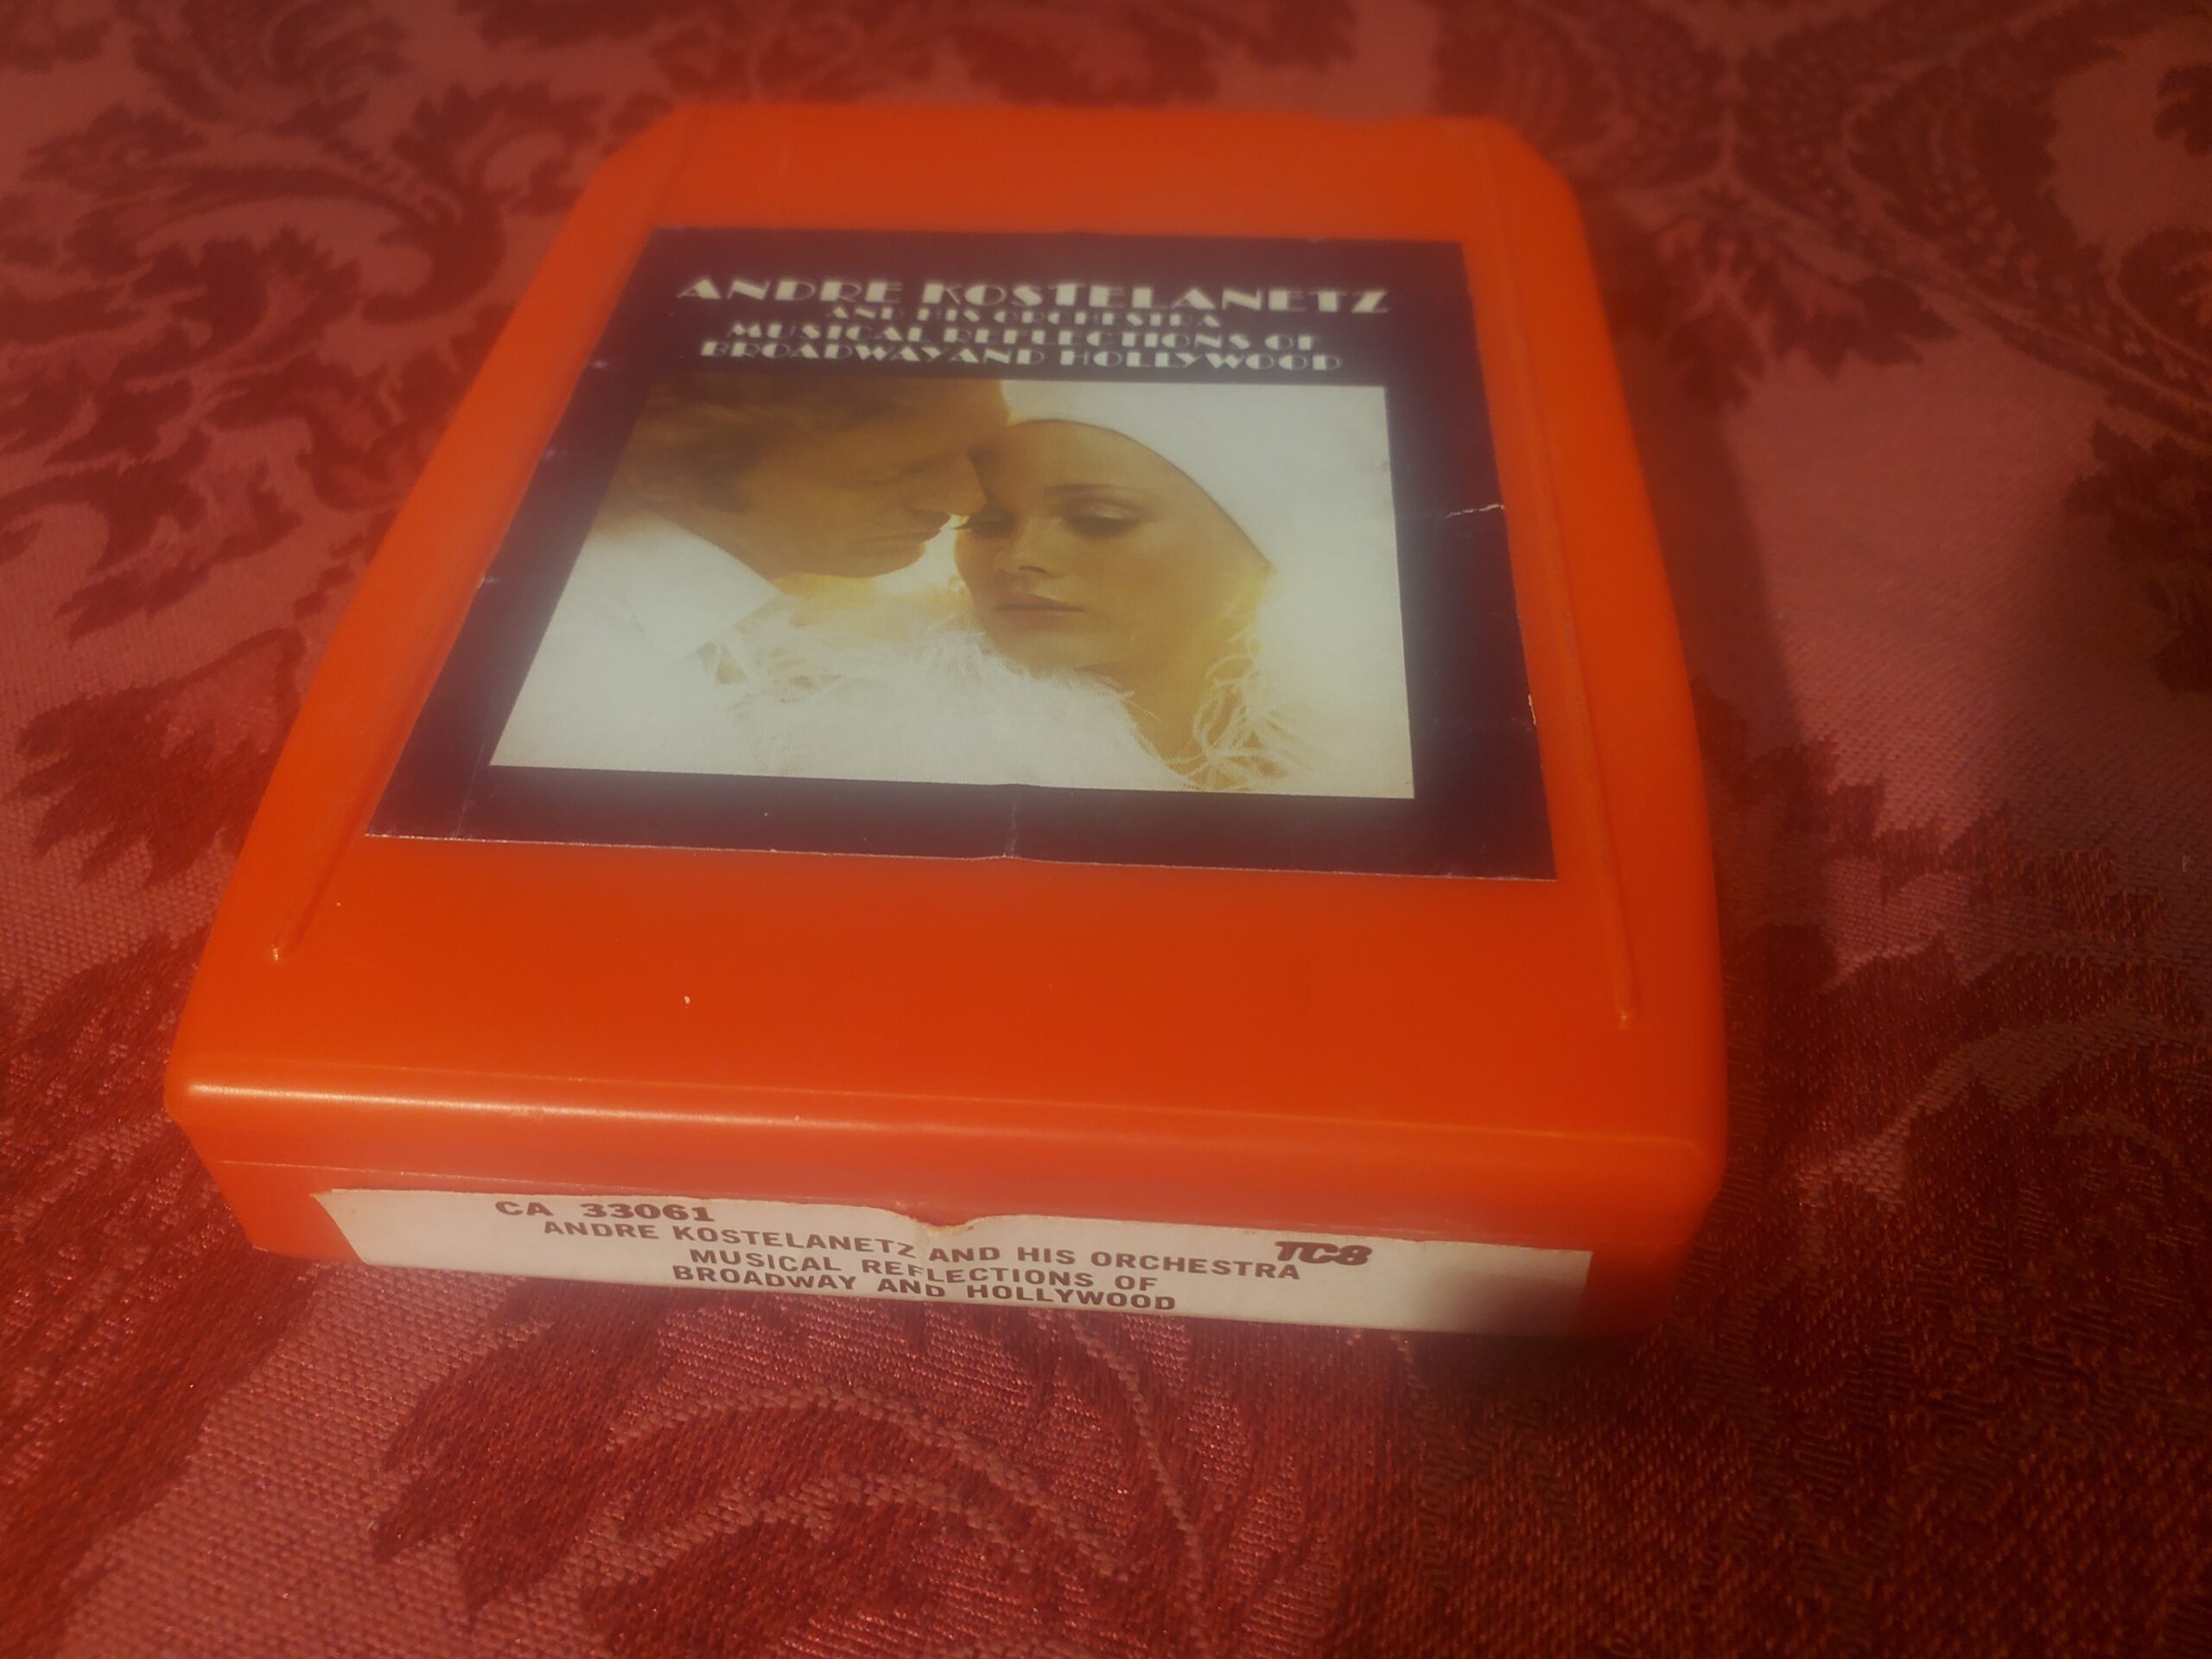 ANDRE KOSTELANETZ
AND HIS ORCHESTRA
MUSICAL REFLECTIONS OF
BROADWAY AND HOLLYWOOD
CA 33061
TC8
ANDRE KOSTELANETZ AND HIS ORCHESTRA
MUSICAL REFLECTIONS OF
BROADWAY AND HOLLYWOOD